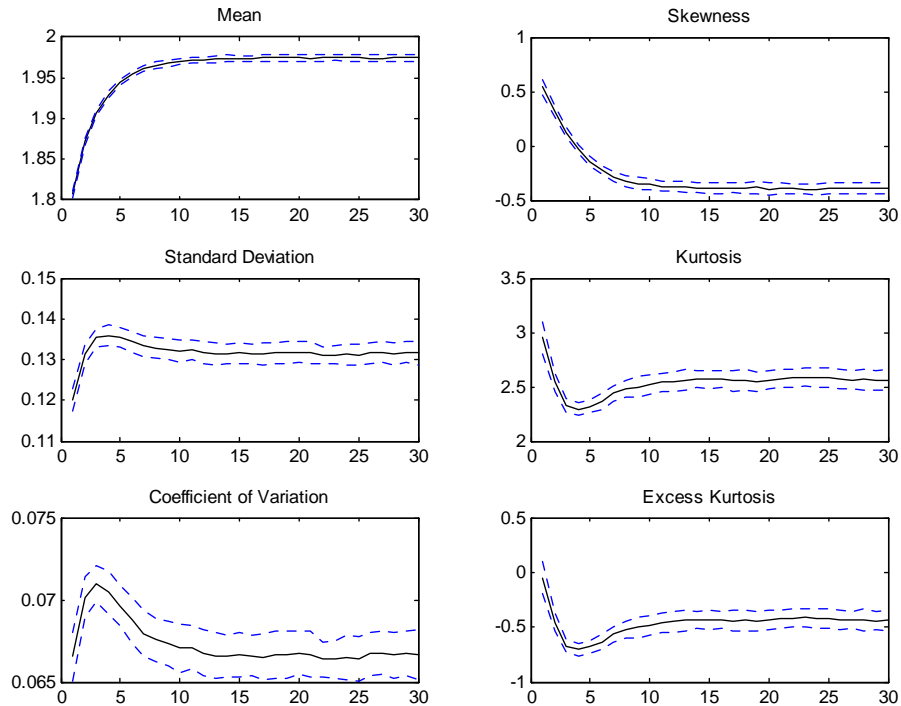 Mean
2
1.95
1.9
1.85
1.8
0 5 10 15 20 25 30
Skewness
1
0.5
0
-0.5
0 5 10 15 20 25 30
Standard Deviation
0.15
0.14
0.13
0.12
0.11
0 5 10 15 20 25 30
Kurtosis
3.5
3
2.5
2
0 5 10 15 20 25 30
Coefficient of Variation
0.075
0.07
0.065
0 5 10 15 20 25 30
Excess Kurtosis
0.5
0
-0.5
-1
0 5 10 15 20 25 30